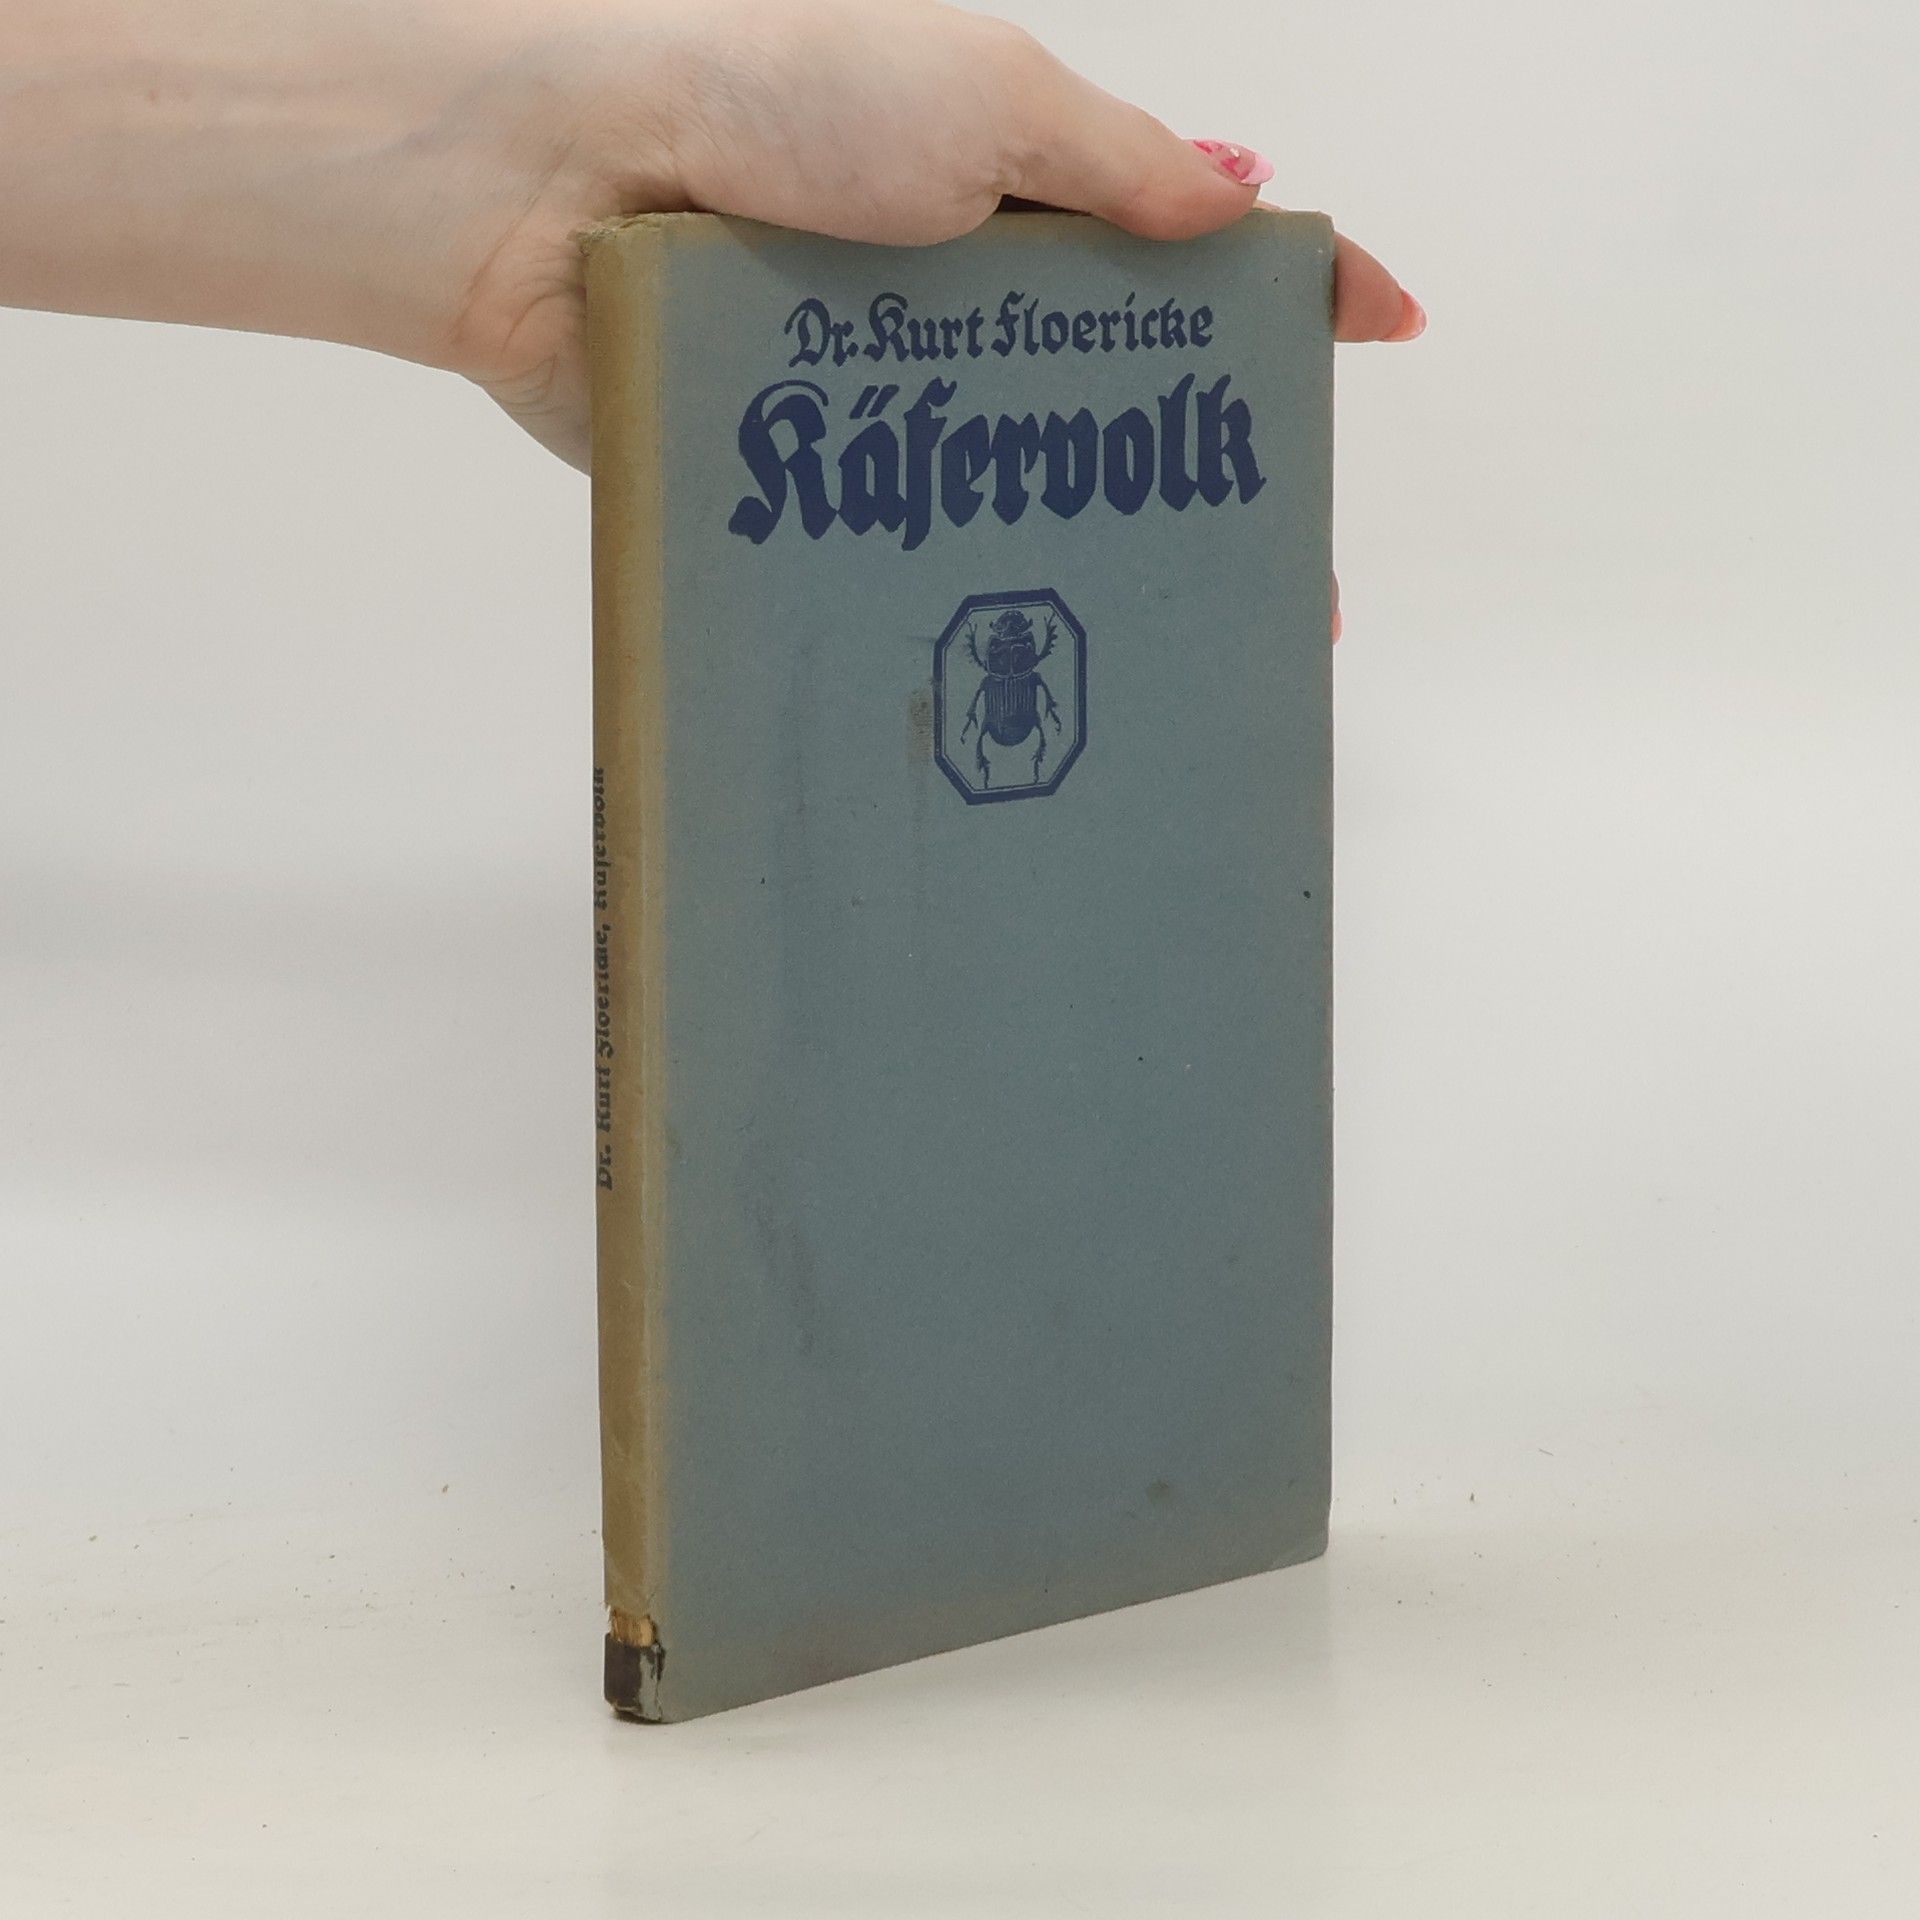 Dr. Kurt Floericke
Käfervolk
Dr. Kurt Floericke, Käfervolk